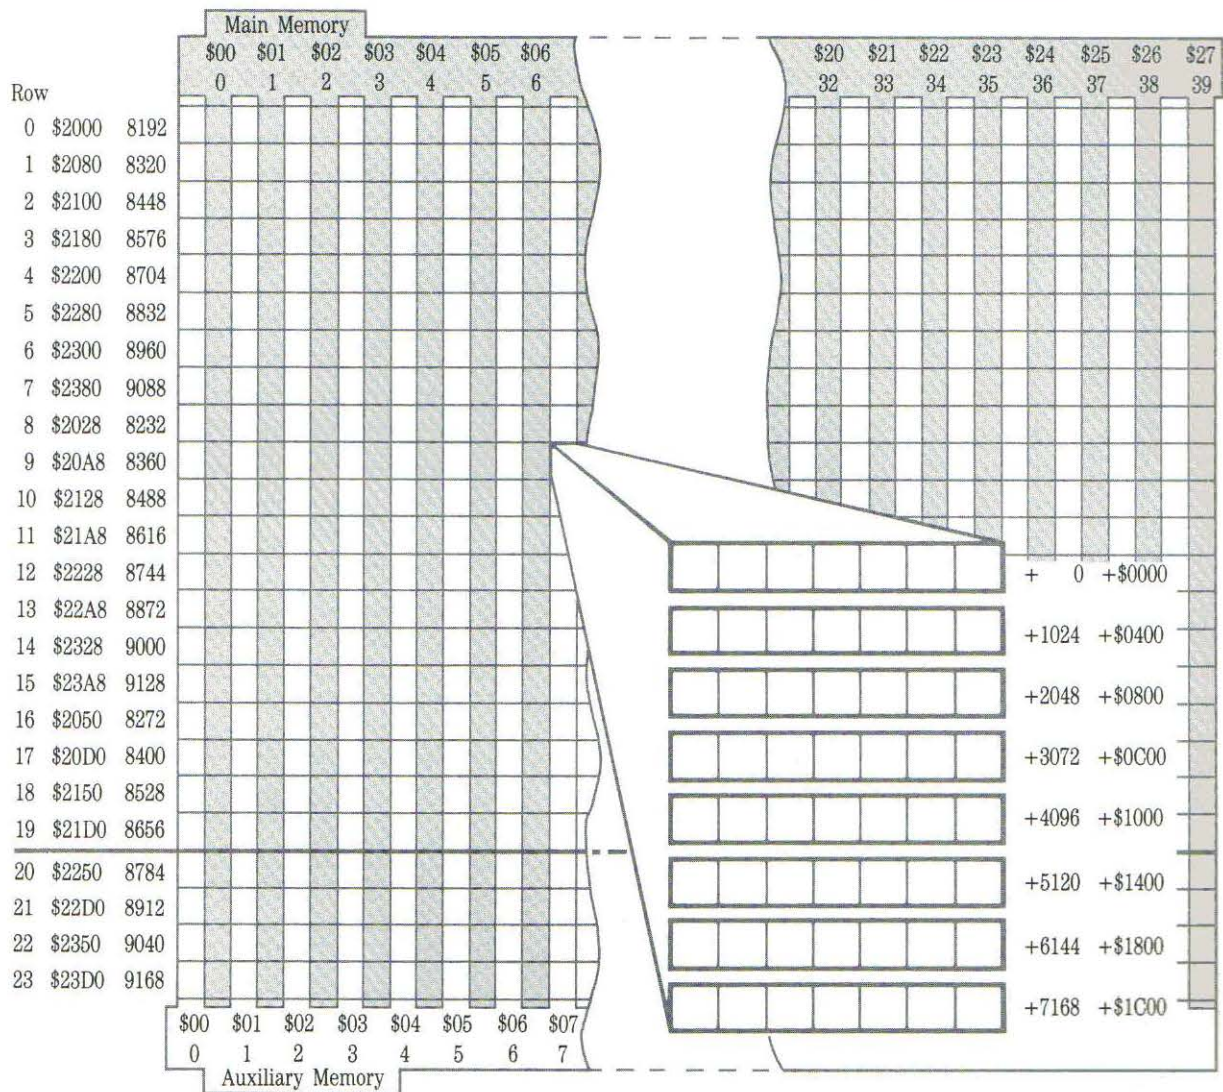 Main Memory
$00 $01 $02 $03 $04 $05 $06 $20 $21 $22 $23 $24 $25 $26 $27
0 1 2 3 4 5 6 32 33 34 35 36 37 38 39
Row
0 $2000 8192
1 $2080 8320
2 $2100 8448
3 $2180 8576
4 $2200 8704
5 $2280 8832
6 $2300 8960
7 $2380 9088
8 $2028 8232
9 $20A8 8360
10 $2128 8488
11 $21A8 8616
12 $2228 8744
+ 0 +$0000
13 $22A8 8872
14 $2328 9000
+1024 +$0400
15 $23A8 9128
+2048 +$0800
16 $2050 8272
17 $20D0 8400
+3072 +$0C00
18 $2150 8528
19 $21D0 8656
+4096 +$1000
20 $2250 8784
+5120 +$1400
21 $22D0 8912
22 $2350 9040
+6144 +$1800
23 $23D0 9168
+7168 +$1C00
$00 $01 $02 $03 $04 $05 $06 $07
0 1 2 3 4 5 6 7
Auxiliary Memory